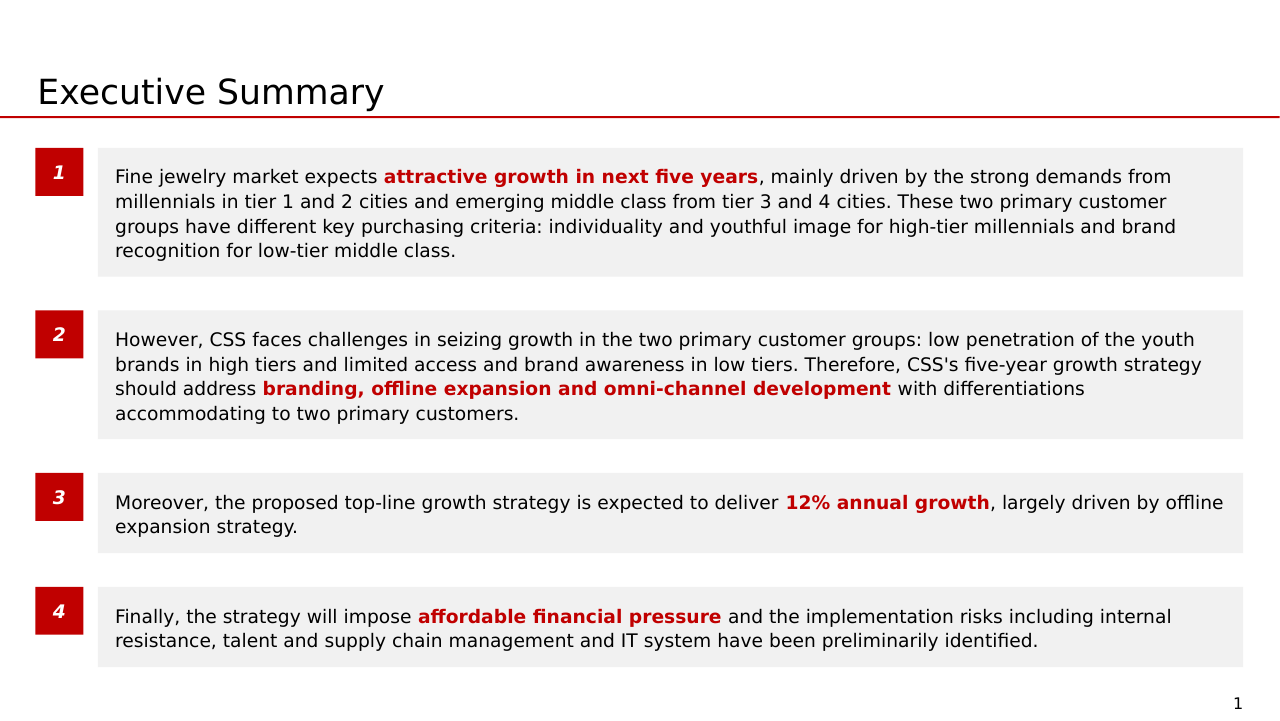 Executive Summary
1
Fine jewelry market expects attractive growth in next five years, mainly driven by the strong demands from
millennials in tier 1 and 2 cities and emerging middle class from tier 3 and 4 cities. These two primary customer
groups have different key purchasing criteria: individuality and youthful image for high-tier millennials and brand
recognition for low-tier middle class.
2
However, CSS faces challenges in seizing growth in the two primary customer groups: low penetration of the youth
brands in high tiers and limited access and brand awareness in low tiers. Therefore, CSS's five-year growth strategy
should address branding, offline expansion and omni-channel development with differentiations
accommodating to two primary customers.
3
Moreover, the proposed top-line growth strategy is expected to deliver 12% annual growth, largely driven by offline
expansion strategy.
4
Finally, the strategy will impose affordable financial pressure and the implementation risks including internal
resistance, talent and supply chain management and IT system have been preliminarily identified.
1